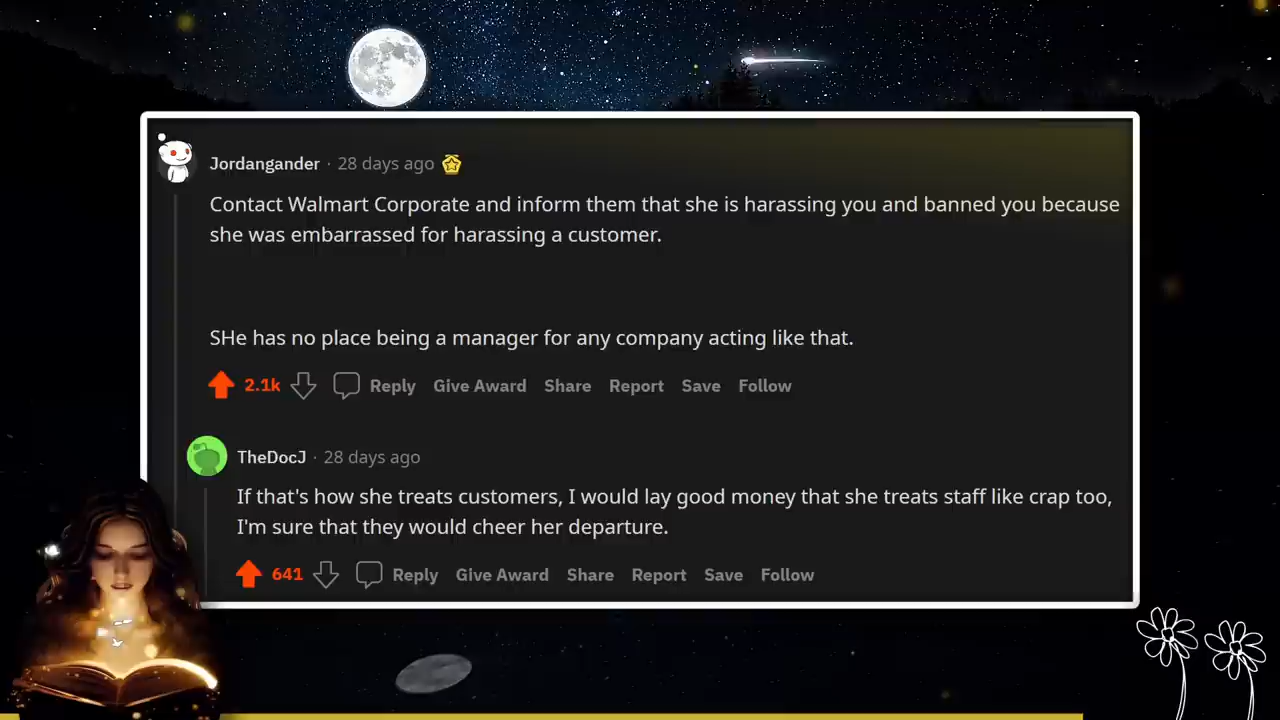 Jordangander · 28 days ago
Contact Walmart Corporate and inform them that she is harassing you and banned you because
she was embarrassed for harassing a customer.
SHe has no place being a manager for any company acting like that.
2.1k Reply Give Award Share Report Save Follow
TheDocJ · 28 days ago
If that's how she treats customers, I would lay good money that she treats staff like crap too,
I'm sure that they would cheer her departure.
641 Reply Give Award Share Report Save Follow